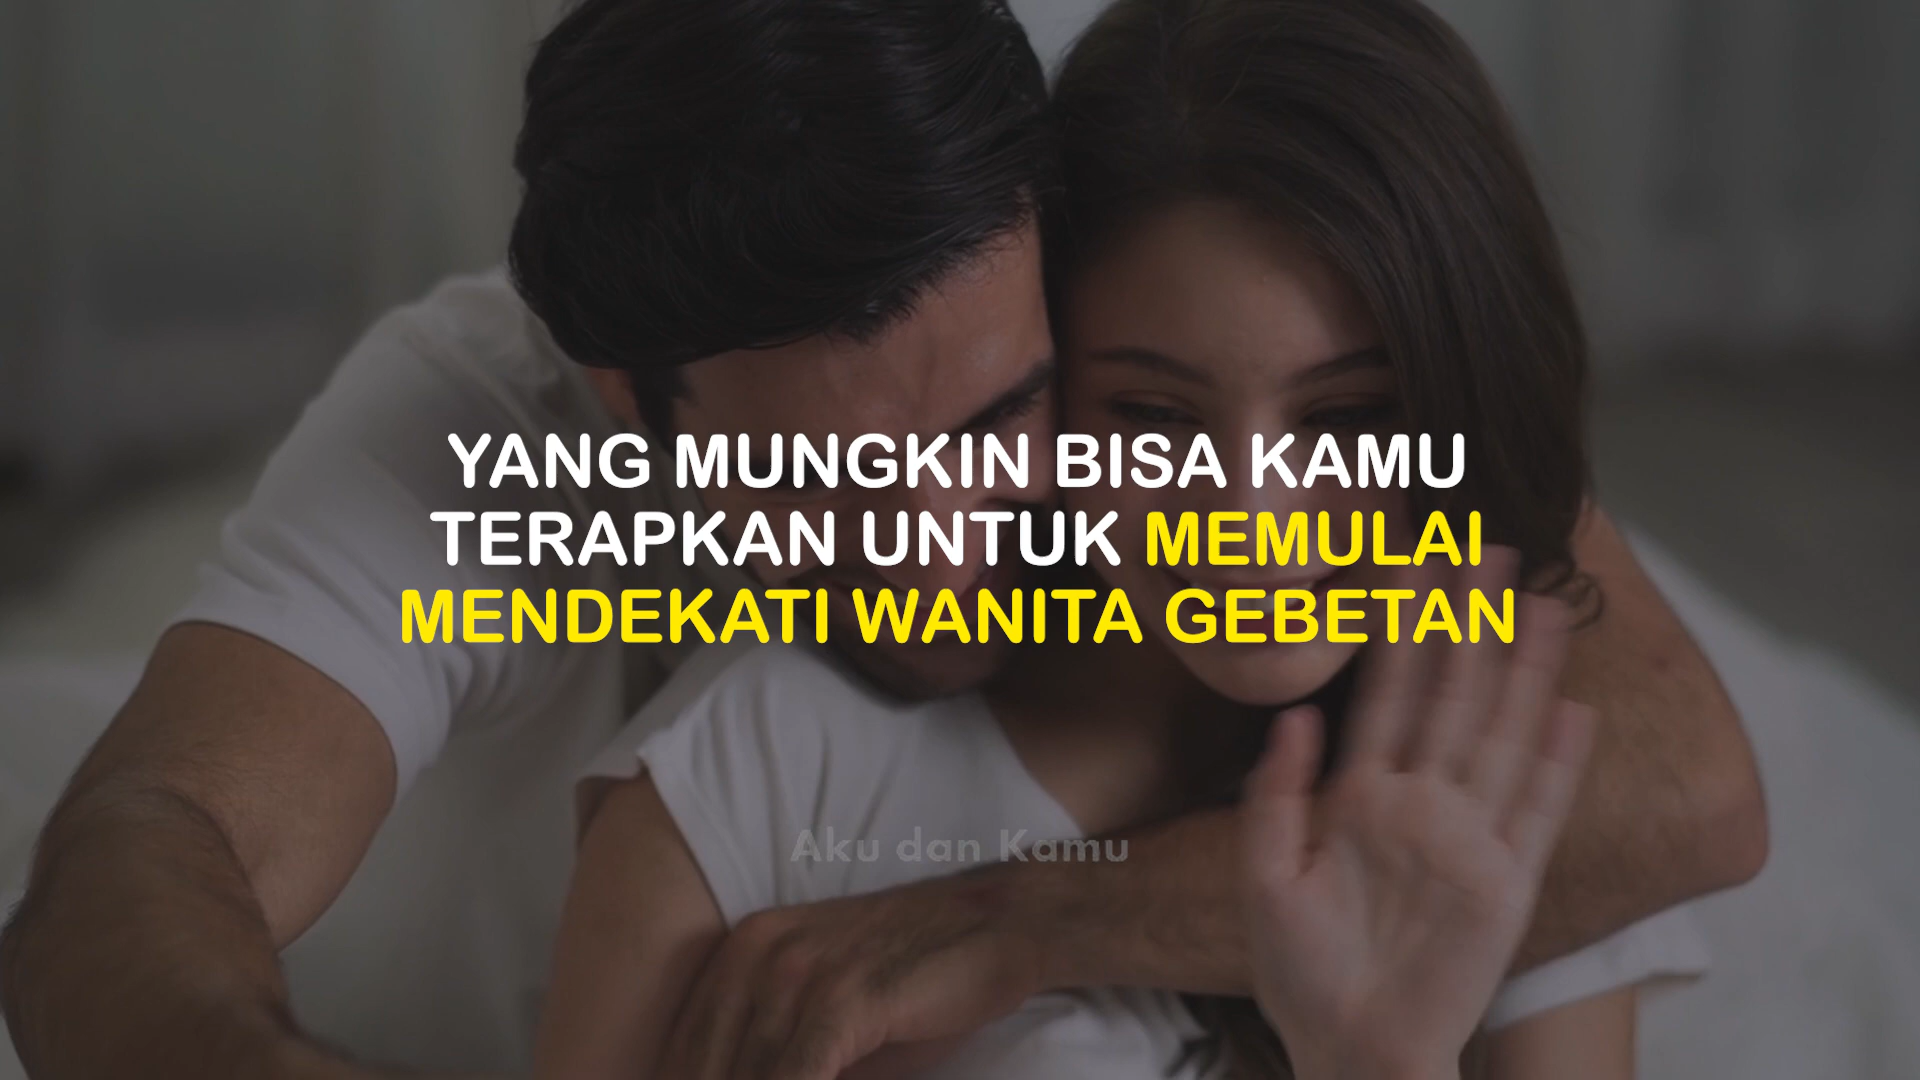 YANG MUNGKIN BISA KAMU
TERAPKAN UNTUK MEMULAI
MENDEKATI WANITA GEBETAN
Aku dan Kamu